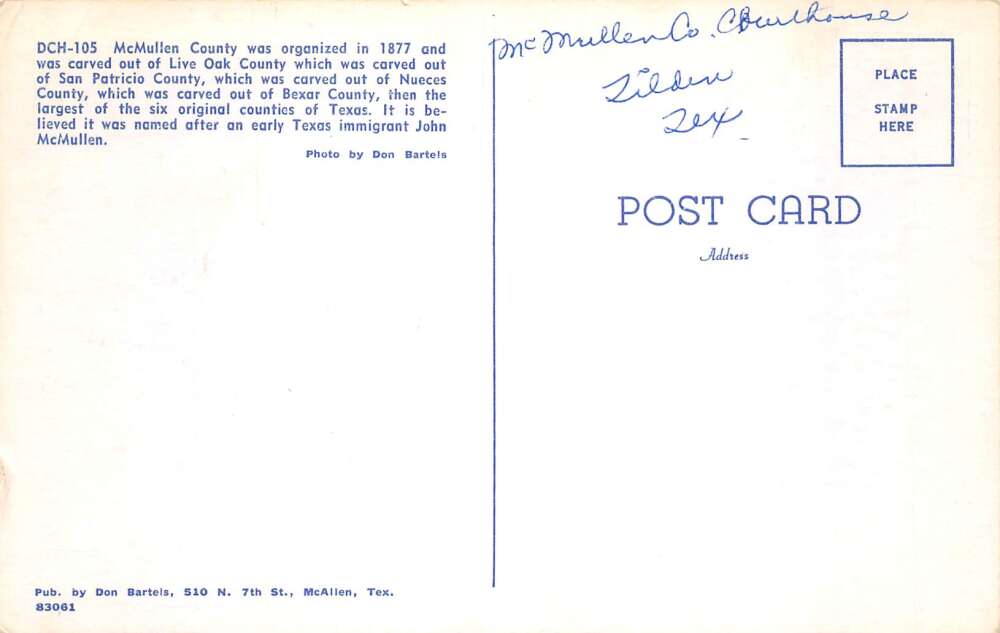 DCH-105 McMullen County was organized in 1877 and
was carved out of Live Oak County which was carved out
of San Patricio County, which was carved out of Nueces
County, which was carved out of Bexar County, then the
largest of the six original counties of Texas. It is be-
lieved it was named after an early Texas immigrant John
McMullen.
Photo by Don Bartels
Pub. by Don Bartels, 510 N. 7th St., McAllen, Tex.
83061
McMullen Co. Courthouse
Tilden
Tex
PLACE
STAMP
HERE
POST CARD
Address